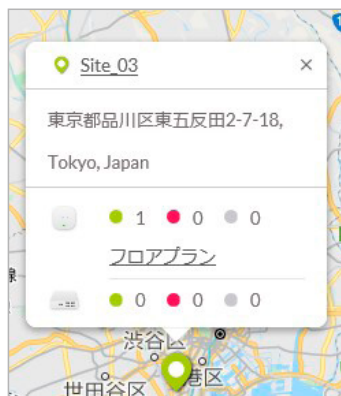 Site_03
東京都品川区東五反田2-7-18,
Tokyo, Japan
1 0 0
フロアプラン
0 0 0
渋谷区
港区
世田谷区